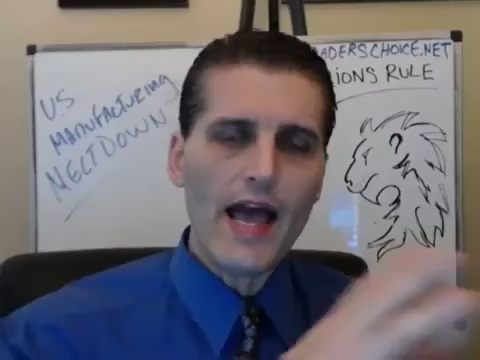 U.S
MANUFACTURING
MELTDOWN
ADERSCHOICE.NET
IONS RULE